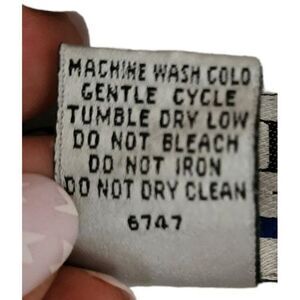 MACHINE WASH COLD
GENTLE CYCLE
TUMBLE DRY LOW
DO NOT BLEACH
DO NOT IRON
DO NOT DRY CLEAN
6747